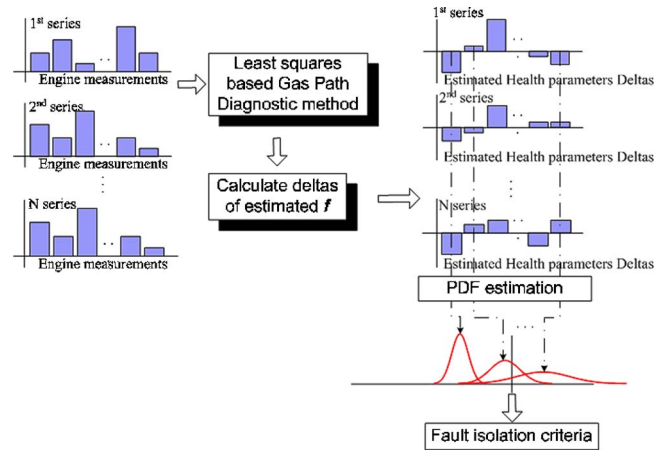 1st series
Engine measurements
2nd series
Engine measurements
N series
Engine measurements
Least squares
based Gas Path
Diagnostic method
Calculate deltas
of estimated f
1st series
Estimated Health parameters Deltas
2nd series
Estimated Health parameters Deltas
N series
Estimated Health parameters Deltas
PDF estimation
Fault isolation criteria